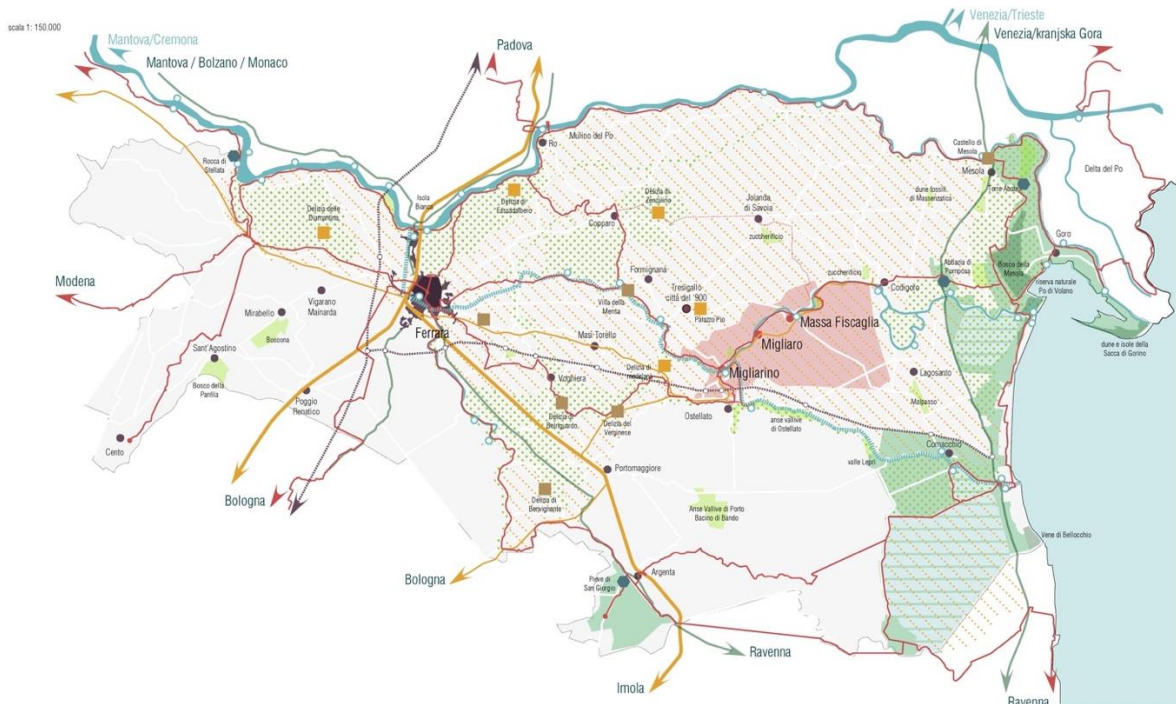 scala 1: 150.000
Mantova/Cremona
Mantova / Bolzano / Monaco
Padova
Venezia/Trieste
Venezia/kranjska Gora
Rocca di
Stellata
Mulino del Po
Ro
Castello di
Mesola
Mesola
Delta del Po
Isola
Bianca
Delizia delle
Diamantina
Delizia di
Delizia di
Zenzalino
Copparo
Jolanda
di Savoia
zuccherificio
dune fossili
di Massenzatica
Torre Abate
Goro
Bosco della
Mesola
riserva naturale
Po di Volano
Abbazia di
Pomposa
zuccherificio
Codigoro
Formignana
Tresigallo
città del '900
Palazzo Pio
Villa della
Mensa
Massa Fiscaglia
Migliaro
Migliarino
dune e isole della
Sacca di Gorino
Modena
Vigarano
Mainarda
Mirabello
Boscona
Sant'Agostino
Bosco della
Panfilia
Ferrara
Masi Torello
Delizia di
Voghiera
Delizia di
Belriguardo
Delizia del
Verginese
Ostellato
anse vallive
di Ostellato
Lagosanto
Comacchio
valle Lepri
Poggio
Renatico
Cento
Bologna
Portomaggiore
Delizia di
Benvignante
Anse Vallive di Porto
Bacino di Bando
Vene di Bellocchio
Bologna
Pieve di
San Giorgio
Argenta
Ravenna
Imola
Ravenna